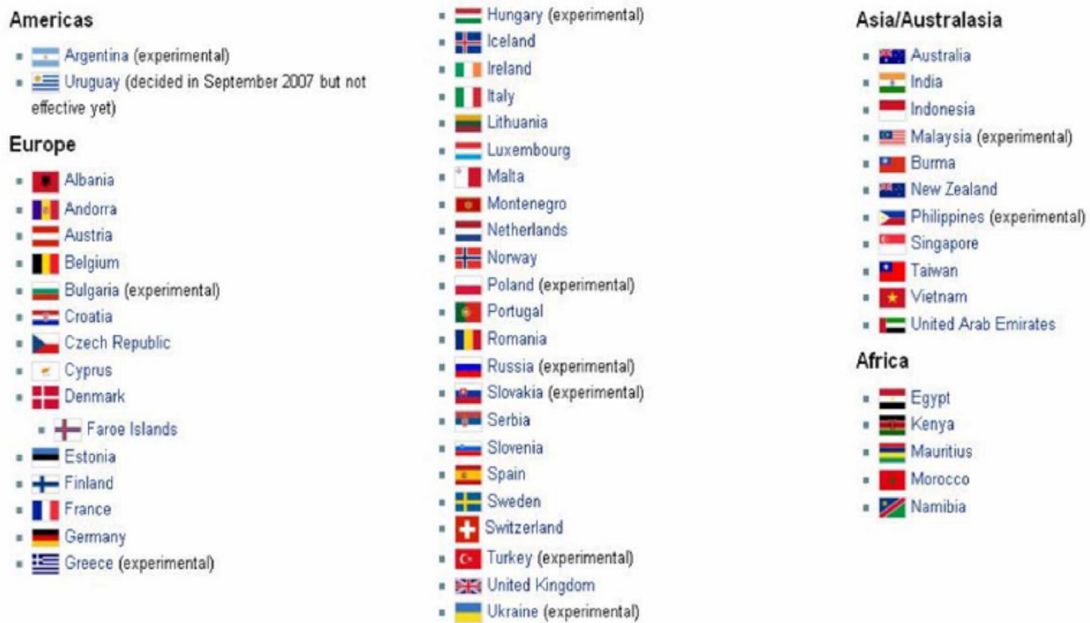 Americas
Argentina (experimental)
Uruguay (decided in September 2007 but not
effective yet)
Europe
Albania
Andorra
Austria
Belgium
Bulgaria (experimental)
Croatia
Czech Republic
Cyprus
Denmark
Faroe Islands
Estonia
Finland
France
Germany
Greece (experimental)
Hungary (experimental)
Iceland
Ireland
Italy
Lithuania
Luxembourg
Malta
Montenegro
Netherlands
Norway
Poland (experimental)
Portugal
Romania
Russia (experimental)
Slovakia (experimental)
Serbia
Slovenia
Spain
Sweden
Switzerland
Turkey (experimental)
United Kingdom
Ukraine (experimental)
Asia/Australasia
Australia
India
Indonesia
Malaysia (experimental)
Burma
New Zealand
Philippines (experimental)
Singapore
Taiwan
Vietnam
United Arab Emirates
Africa
Egypt
Kenya
Mauritius
Morocco
Namibia